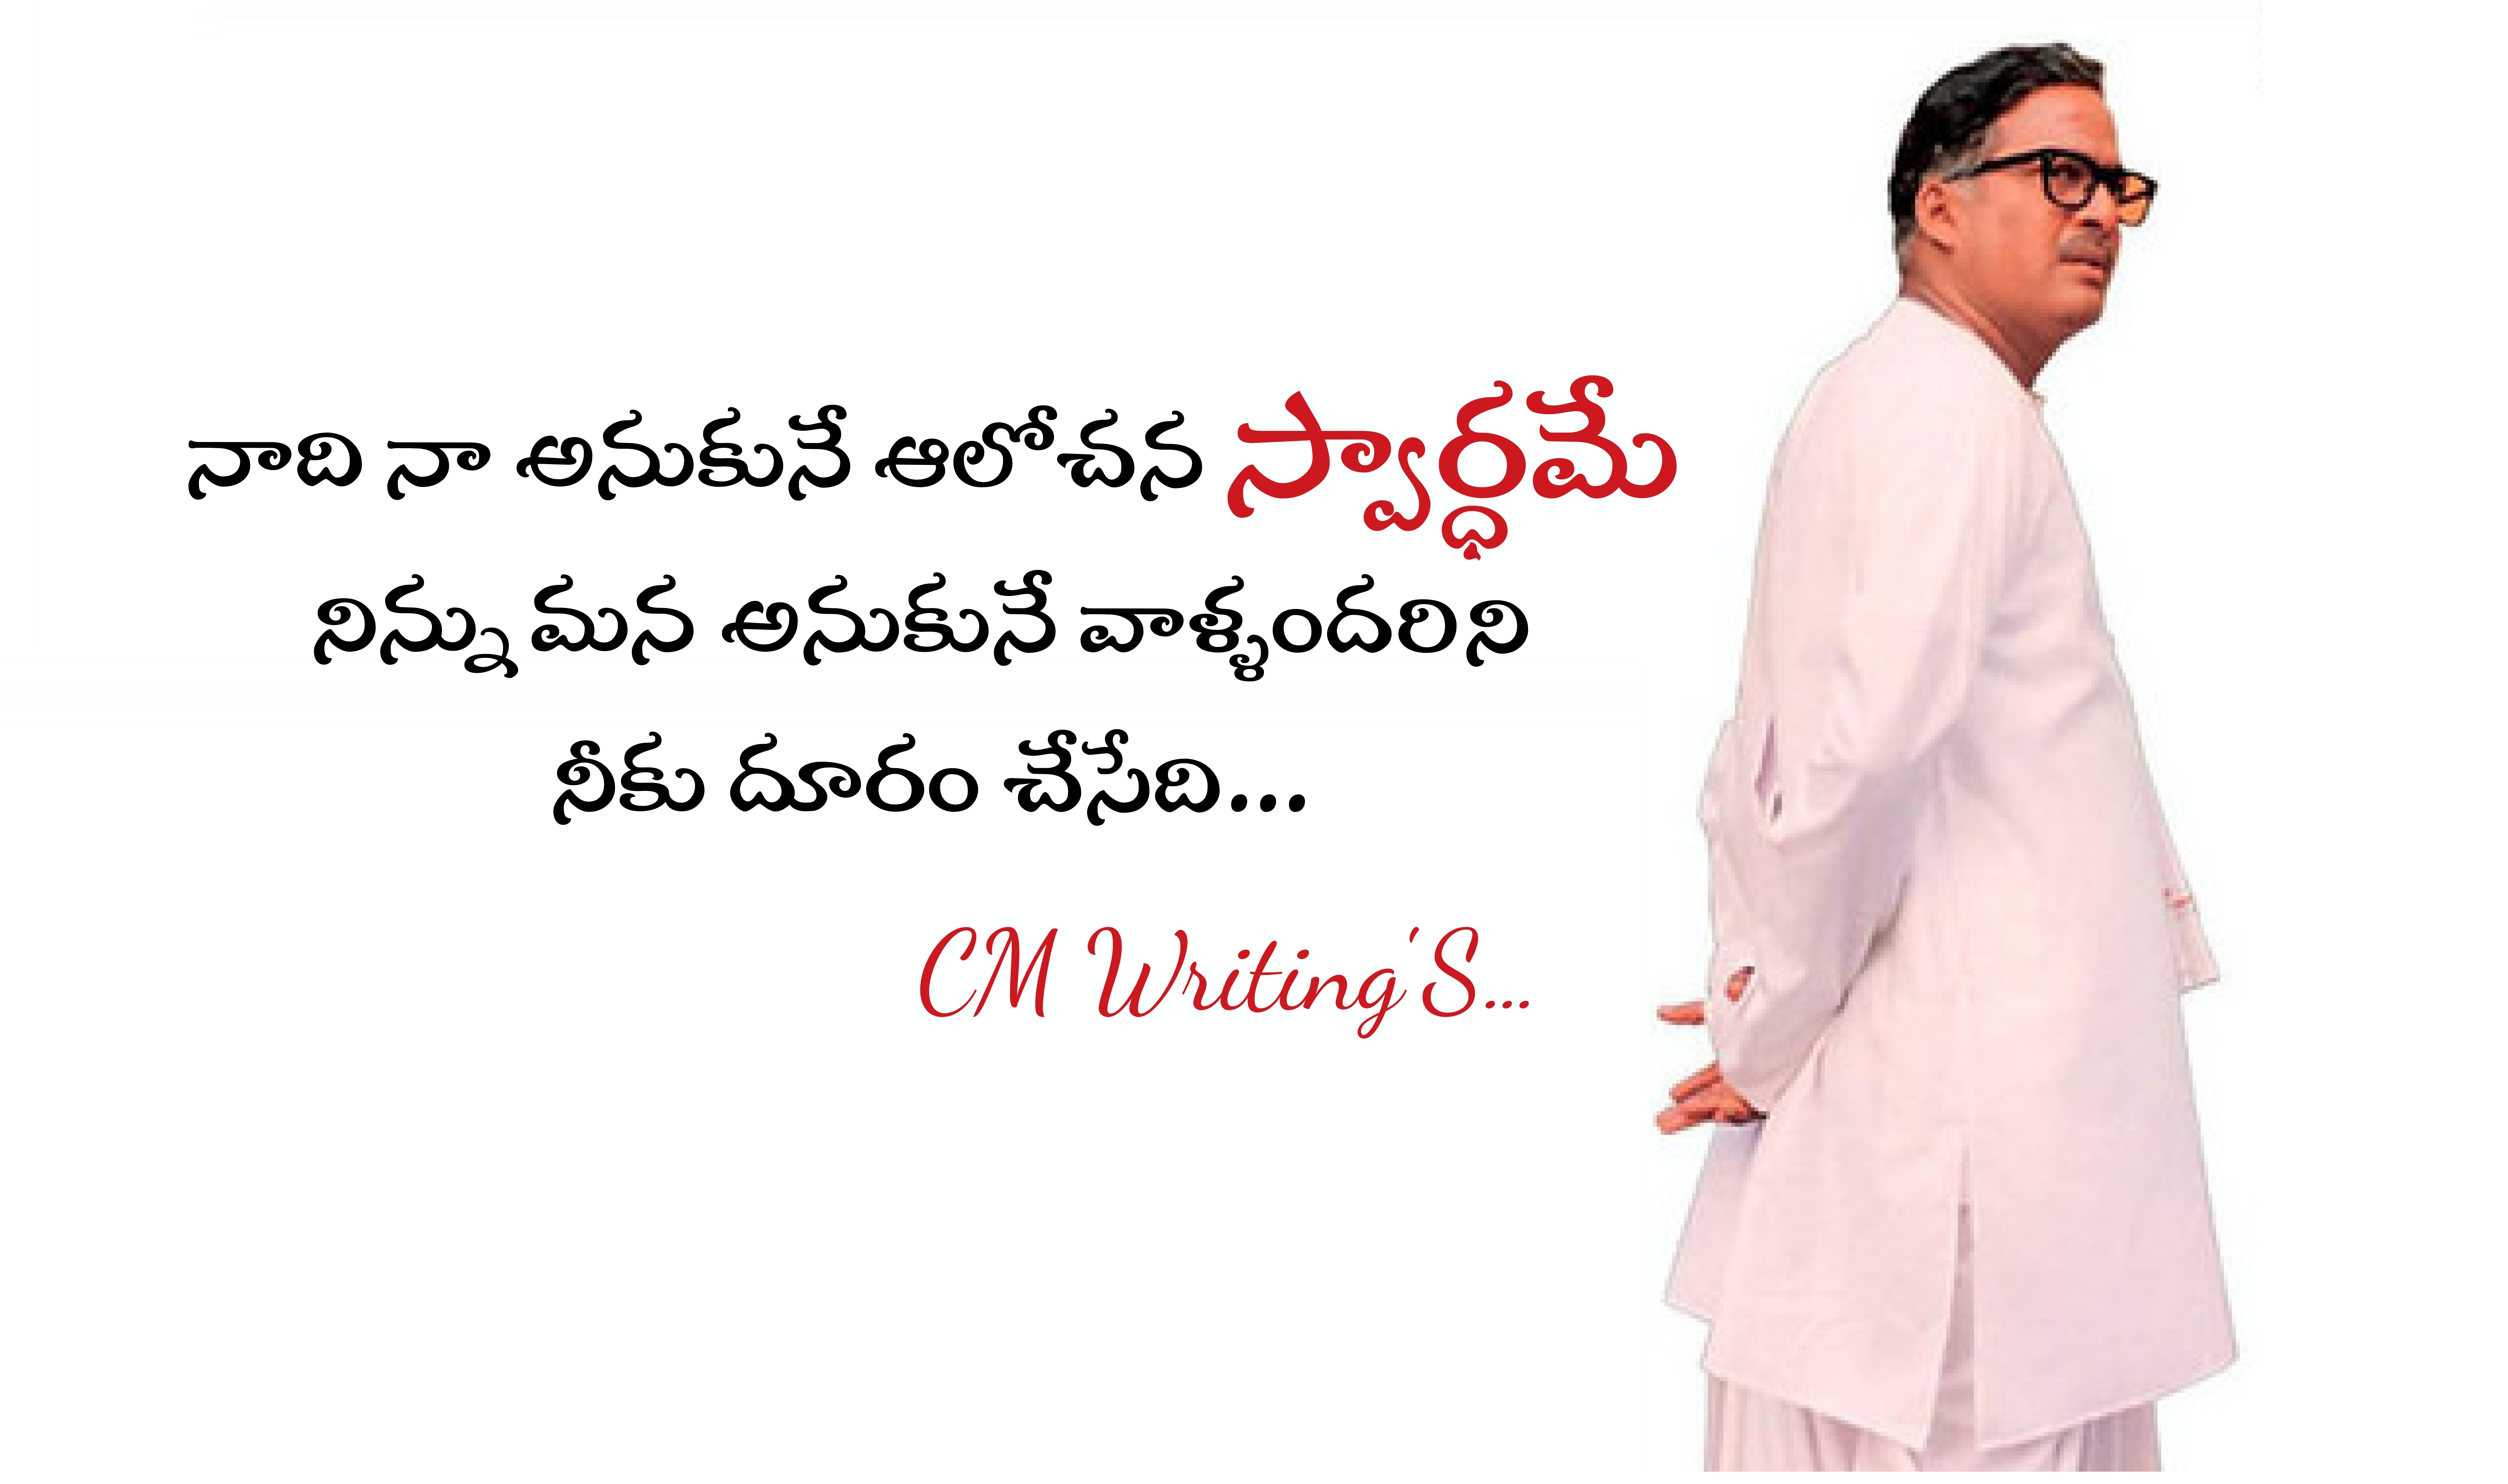 నాది నా అనుకునే ఆలోచన స్వార్ధమే
నిన్ను మన అనుకునే వాళ్ళందరిని
నీకు దూరం చేసేది...
CM Writing'S...